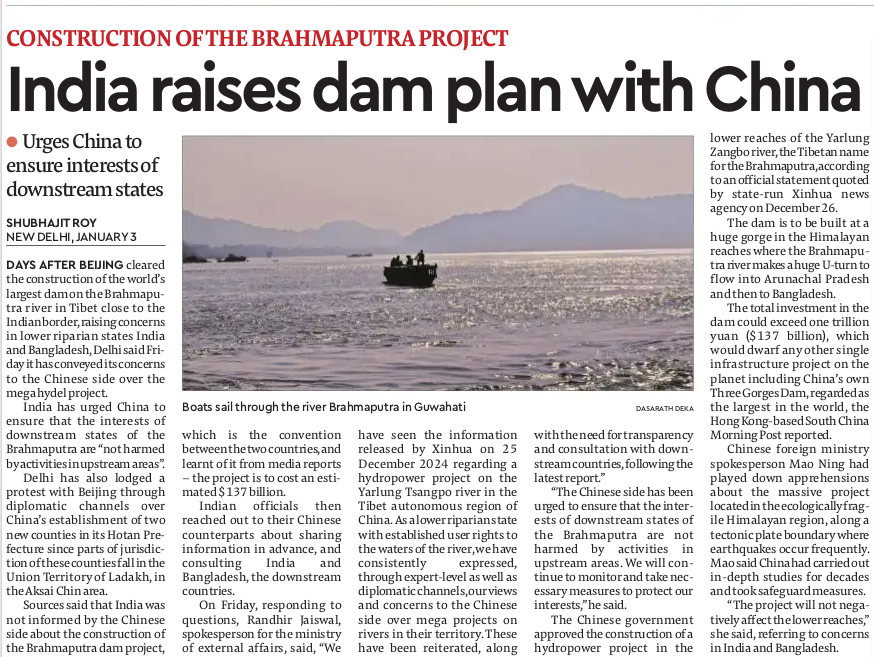 CONSTRUCTION OF THE BRAHMAPUTRA PROJECT
India raises dam plan with China
Urges China to
ensure interests of
downstream states
SHUBHAJIT ROY
NEW DELHI, JANUARY 3
DAYS AFTER BEIJING cleared
the construction of the world's
largest dam on the Brahmapu-
tra river in Tibet close to the
Indian border, raising concerns
in lower riparian states India
and Bangladesh, Delhi said Fri-
day it has conveyed its concerns
to the Chinese side over the
mega hydel project.
India has urged China to
ensure that the interests of
downstream states of the
Brahmaputra are "not harmed
by activities in upstream areas".
Delhi has also lodged a
protest with Beijing through
diplomatic channels over
China's establishment of two
new counties in its Hotan Pre-
fecture since parts of jurisdic-
tion of these counties fall in the
Union Territory of Ladakh, in
the Aksai Chin area.
Sources said that India was
not informed by the Chinese
side about the construction of
the Brahmaputra dam project,
Boats sail through the river Brahmaputra in Guwahati
DASARATH DEKA
which is the convention
between the two countries, and
learnt of it from media reports
– the project is to cost an esti-
mated $137 billion.
Indian officials then
reached out to their Chinese
counterparts about sharing
information in advance, and
consulting India and
Bangladesh, the downstream
countries.
On Friday, responding to
questions, Randhir Jaiswal,
spokesperson for the ministry
of external affairs, said, "We
have seen the information
released by Xinhua on 25
December 2024 regarding a
hydropower project on the
Yarlung Tsangpo river in the
Tibet autonomous region of
China. As a lower riparian state
with established user rights to
the waters of the river, we have
consistently expressed,
through expert-level as well as
diplomatic channels, our views
and concerns to the Chinese
side over mega projects on
rivers in their territory. These
have been reiterated, along
with the need for transparency
and consultation with down-
stream countries, following the
latest report."
"The Chinese side has been
urged to ensure that the inter-
ests of downstream states of
the Brahmaputra are not
harmed by activities in
upstream areas. We will con-
tinue to monitor and take nec-
essary measures to protect our
interests," he said.
The Chinese government
approved the construction of a
hydropower project in the
lower reaches of the Yarlung
Zangbo river, the Tibetan name
for the Brahmaputra, according
to an official statement quoted
by state-run Xinhua news
agency on December 26.
The dam is to be built at a
huge gorge in the Himalayan
reaches where the Brahmapu-
tra river makes a huge U-turn to
flow into Arunachal Pradesh
and then to Bangladesh.
The total investment in the
dam could exceed one trillion
yuan ($137 billion), which
would dwarf any other single
infrastructure project on the
planet including China's own
Three Gorges Dam, regarded as
the largest in the world, the
Hong Kong-based South China
Morning Post reported.
Chinese foreign ministry
spokesperson Mao Ning had
played down apprehensions
about the massive project
located in the ecologically frag-
ile Himalayan region, along a
tectonic plate boundary where
earthquakes occur frequently.
Mao said China had carried out
in-depth studies for decades
and took safeguard measures.
"The project will not nega-
tively affect the lower reaches,"
she said, referring to concerns
in India and Bangladesh.